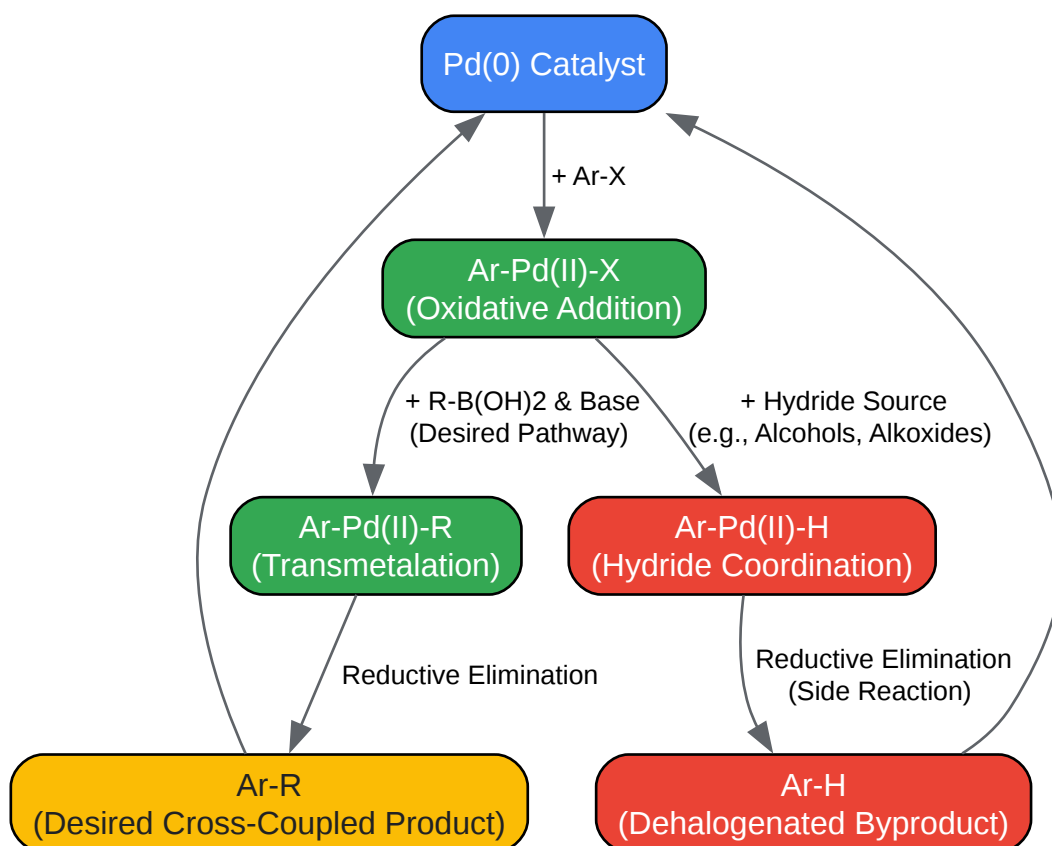 Pd(0) Catalyst
+ Ar-X
Ar-Pd(II)-X
(Oxidative Addition)
+ R-B(OH)2 & Base
(Desired Pathway)
+ Hydride Source
(e.g., Alcohols, Alkoxides)
Ar-Pd(II)-R
(Transmetalation)
Ar-Pd(II)-H
(Hydride Coordination)
Reductive Elimination
Reductive Elimination
(Side Reaction)
Ar-R
(Desired Cross-Coupled Product)
Ar-H
(Dehalogenated Byproduct)